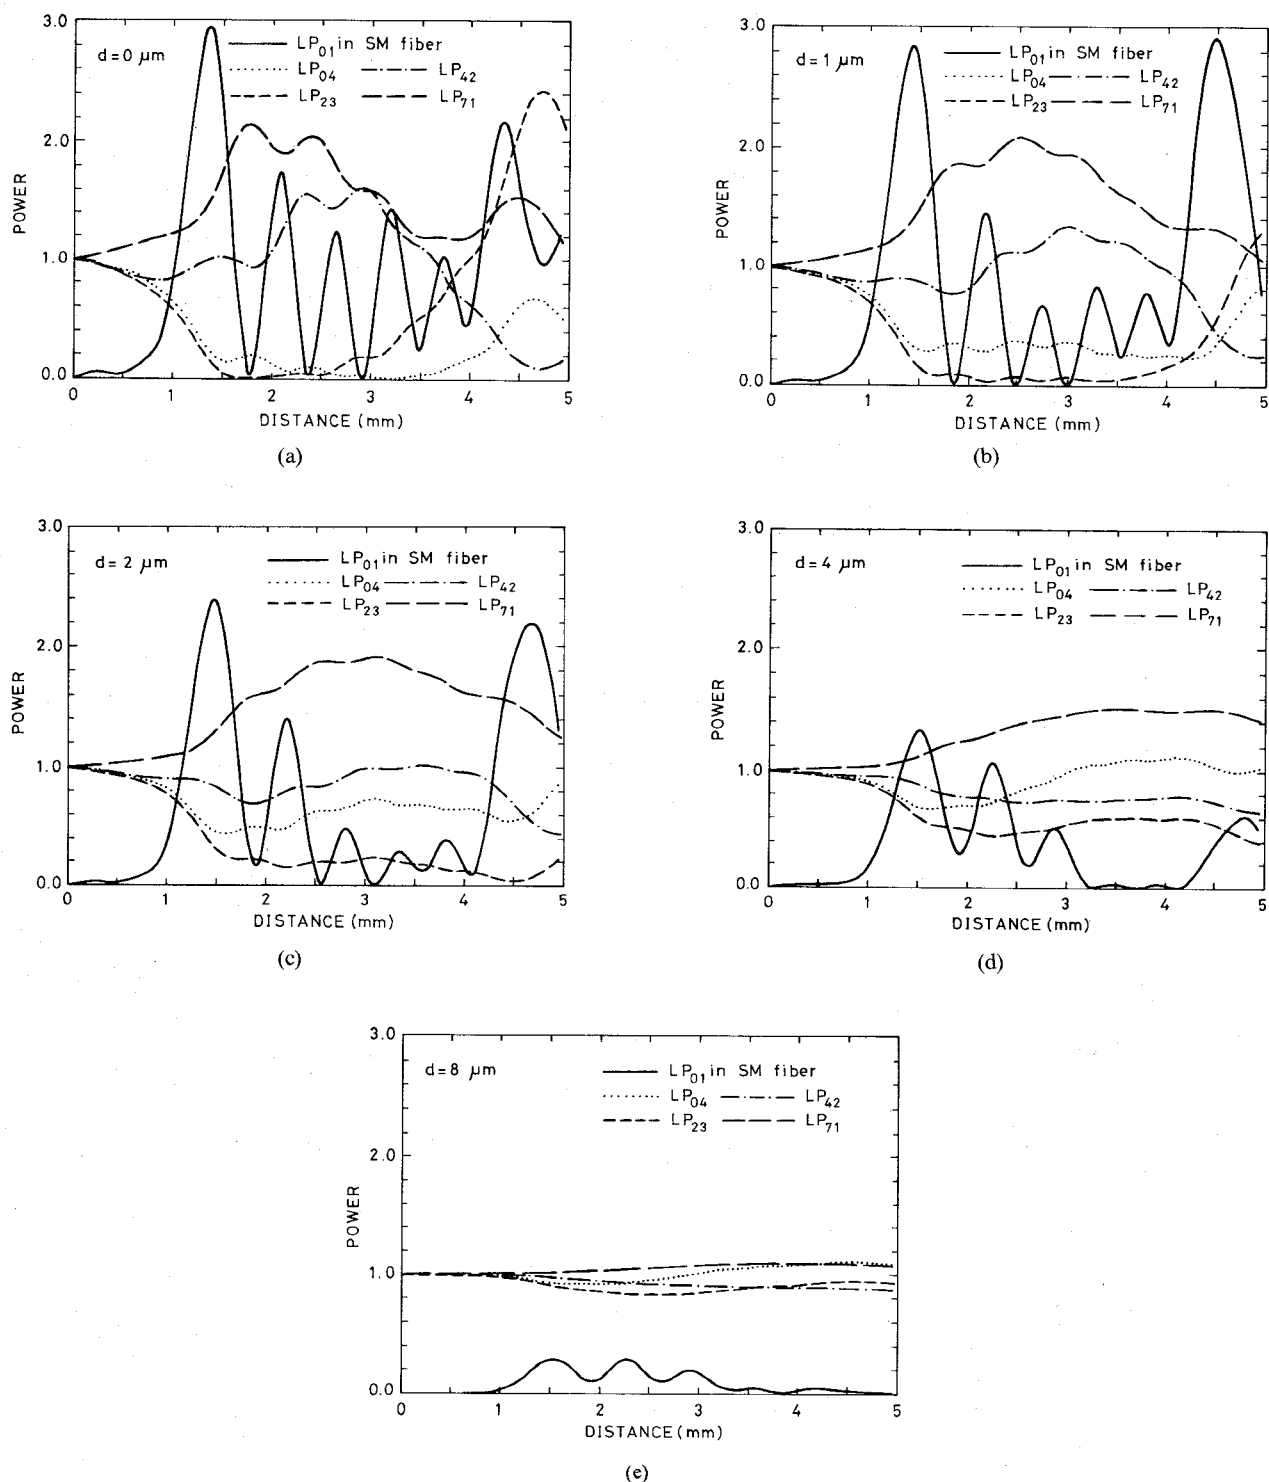 d=0 μm
LP01 in SM fiber
LP04 LP42
LP23 LP71
3.0
2.0
1.0
0.0
POWER
0 1 2 3 4 5
DISTANCE (mm)
(a)
d=1 μm
LP01 in SM fiber
LP04 LP42
LP23 LP71
3.0
2.0
1.0
0.0
POWER
0 1 2 3 4 5
DISTANCE (mm)
(b)
d= 2 μm
LP01 in SM fiber
LP04 LP42
LP23 LP71
3.0
2.0
1.0
0.0
POWER
0 1 2 3 4 5
DISTANCE (mm)
(c)
d=4 μm
LP01 in SM fiber
LP04 LP42
LP23 LP71
3.0
2.0
1.0
0.0
POWER
0 1 2 3 4 5
DISTANCE (mm)
(d)
d=8 μm
LP01 in SM fiber
LP04 LP42
LP23 LP71
3.0
2.0
1.0
0.0
POWER
0 1 2 3 4 5
DISTANCE (mm)
(e)